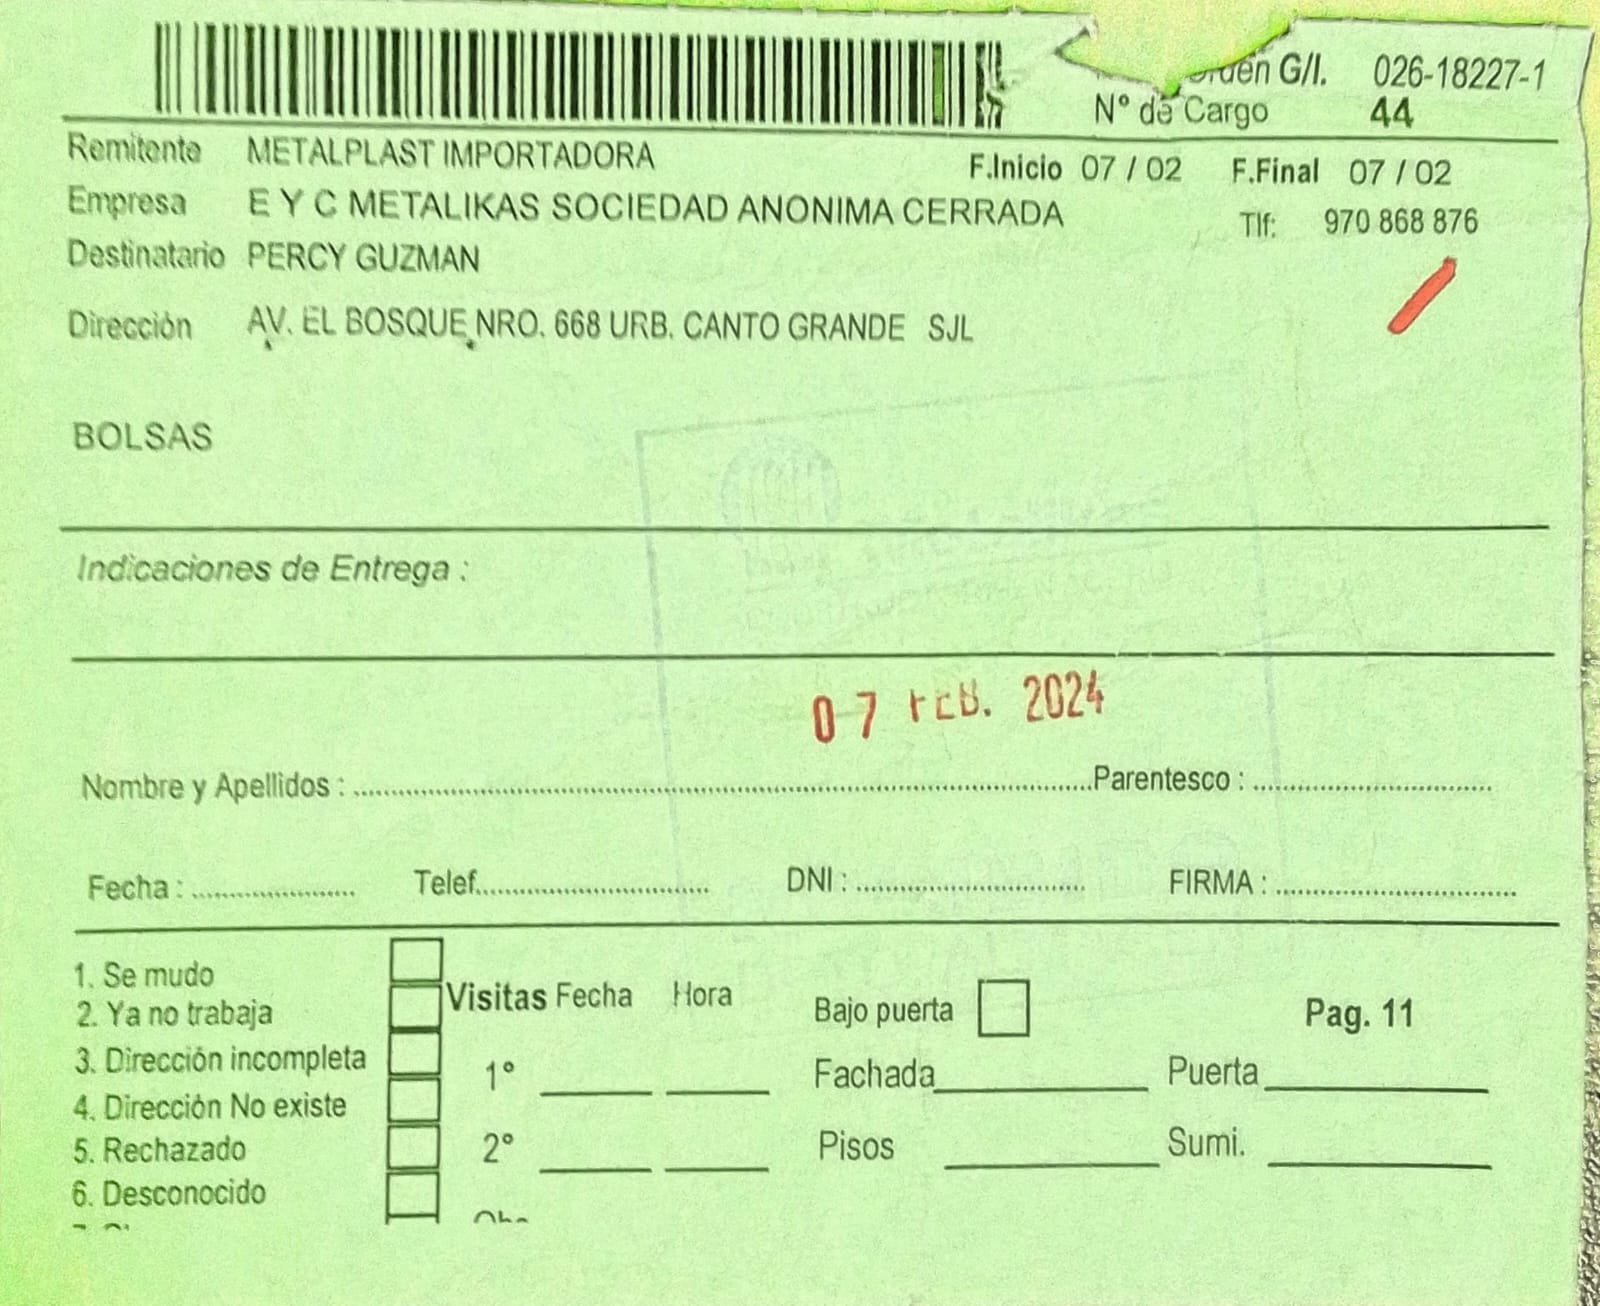 Orden G/I. 026-18227-1
N° de Cargo 44
Remitente METALPLAST IMPORTADORA F.Inicio 07 / 02 F.Final 07 / 02
Empresa E Y C METALIKAS SOCIEDAD ANONIMA CERRADA Tlf: 970 868 876
Destinatario PERCY GUZMAN
Dirección AV. EL BOSQUE NRO. 668 URB. CANTO GRANDE SJL
BOLSAS
Indicaciones de Entrega :
07 FEB. 2024
Nombre y Apellidos : Parentesco :
Fecha : Telef. DNI : FIRMA :
1. Se mudo
2. Ya no trabaja
3. Dirección incompleta
4. Dirección No existe
5. Rechazado
6. Desconocido
Visitas Fecha Hora
1°
2°
Bajo puerta Pag. 11
Fachada Puerta
Pisos Sumi.